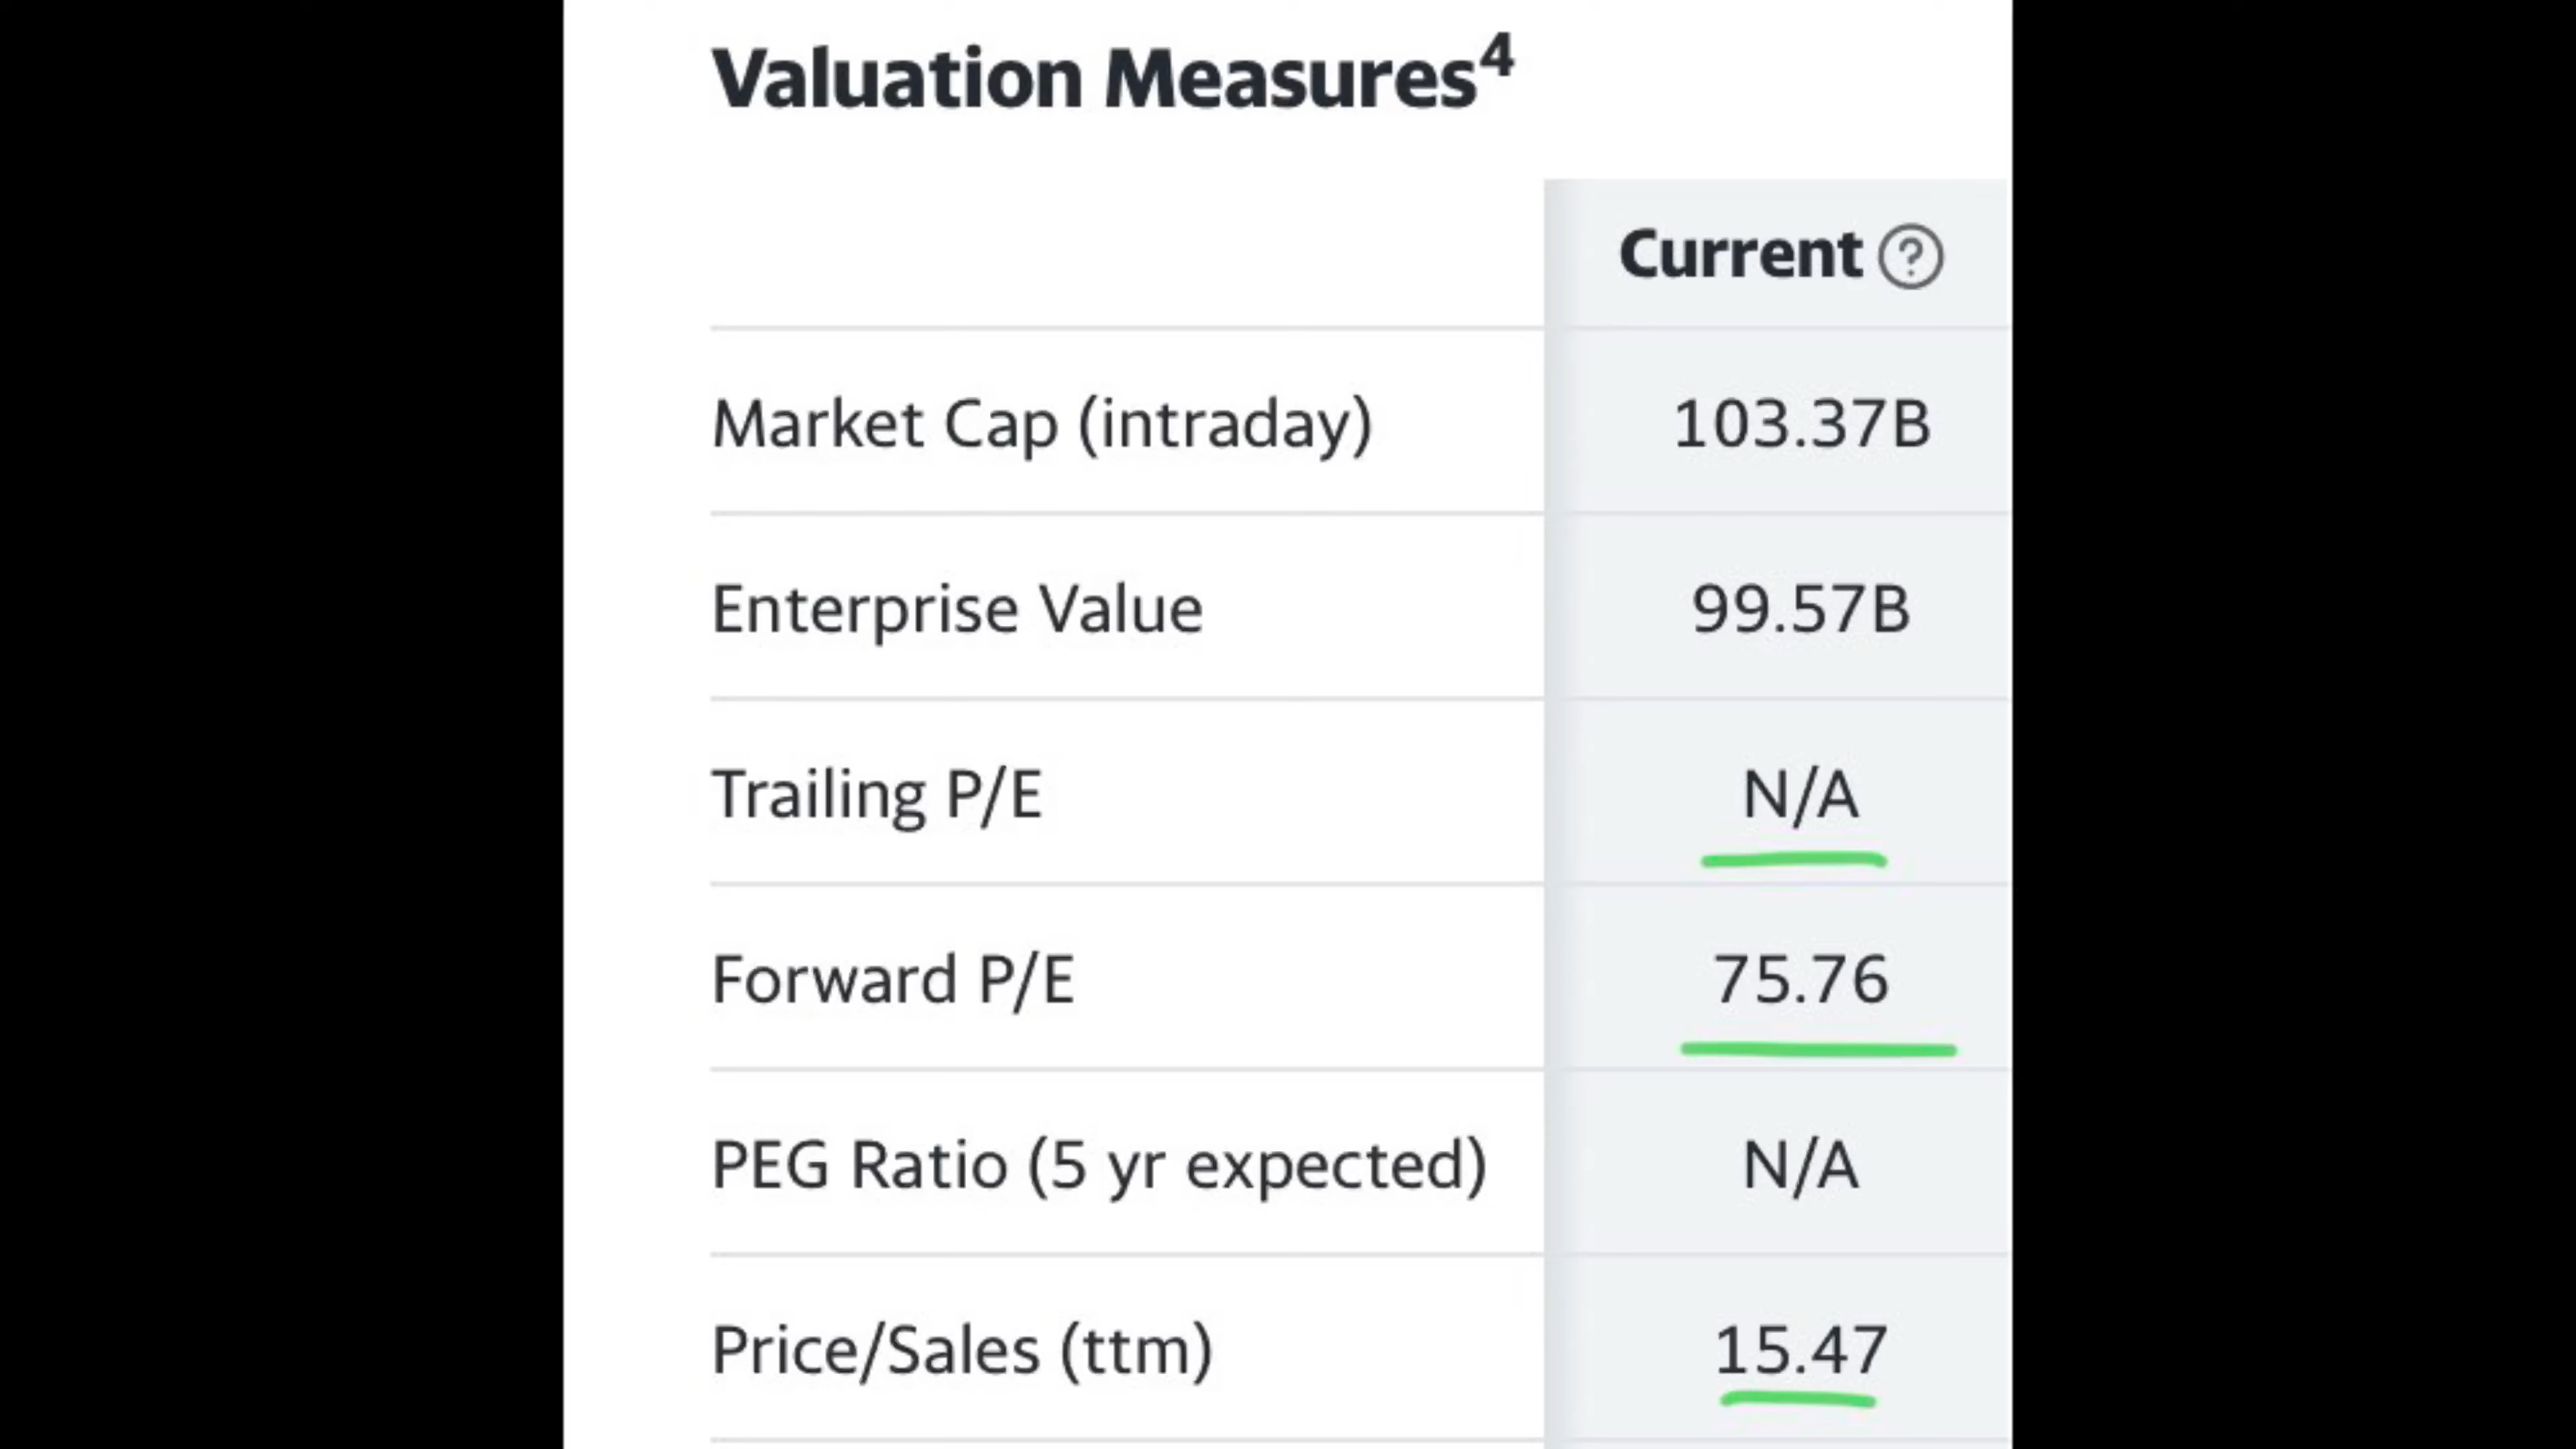 Valuation Measures⁴
Current ?
Market Cap (intraday) 103.37B
Enterprise Value 99.57B
Trailing P/E N/A
Forward P/E 75.76
PEG Ratio (5 yr expected) N/A
Price/Sales (ttm) 15.47